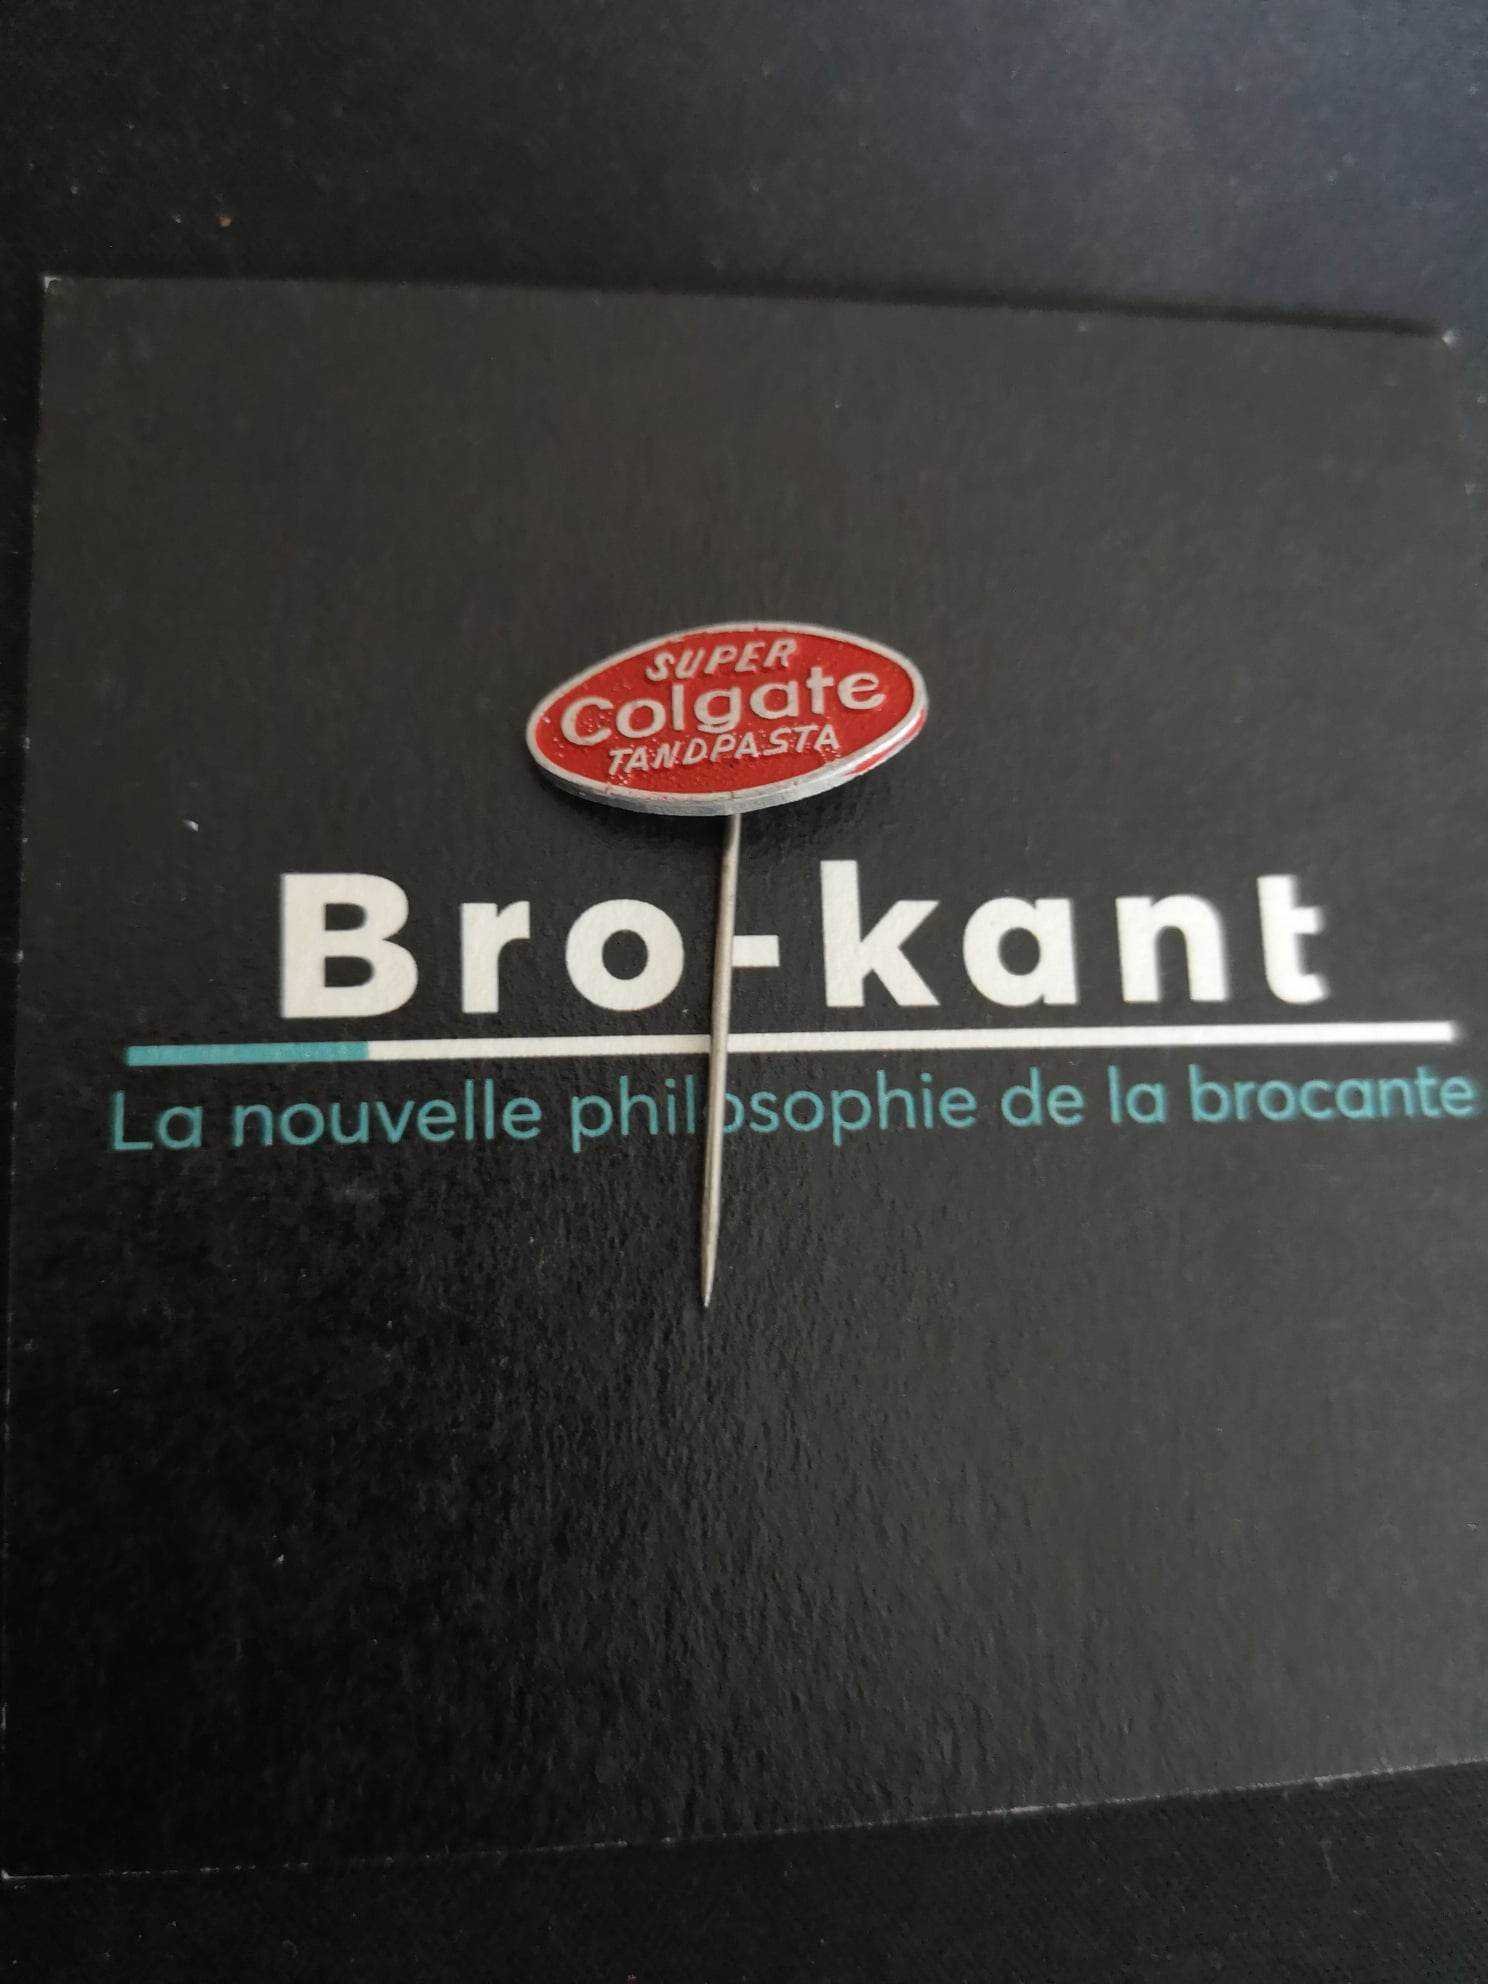 SUPER
Colgate
TANDPASTA
Bro-kant
La nouvelle philosophie de la brocante